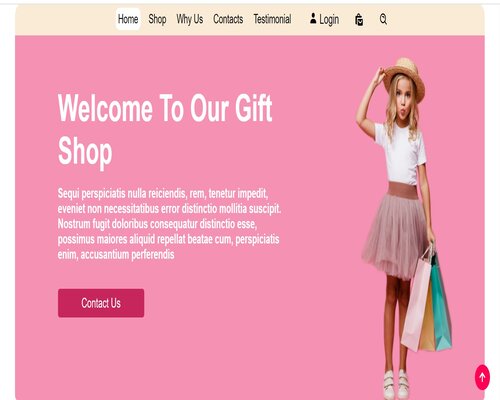 Home Shop Why Us Contacts Testimonial Login
Welcome To Our Gift
Shop
Sequi perspiciatis nulla reiciendis, rem, tenetur impedit,
eveniet non necessitatibus error distinctio mollitia suscipit.
Nostrum fugit doloribus consequatur distinctio esse,
possimus maiores aliquid repellat beatae cum, perspiciatis
enim, accusantium perferendis
Contact Us